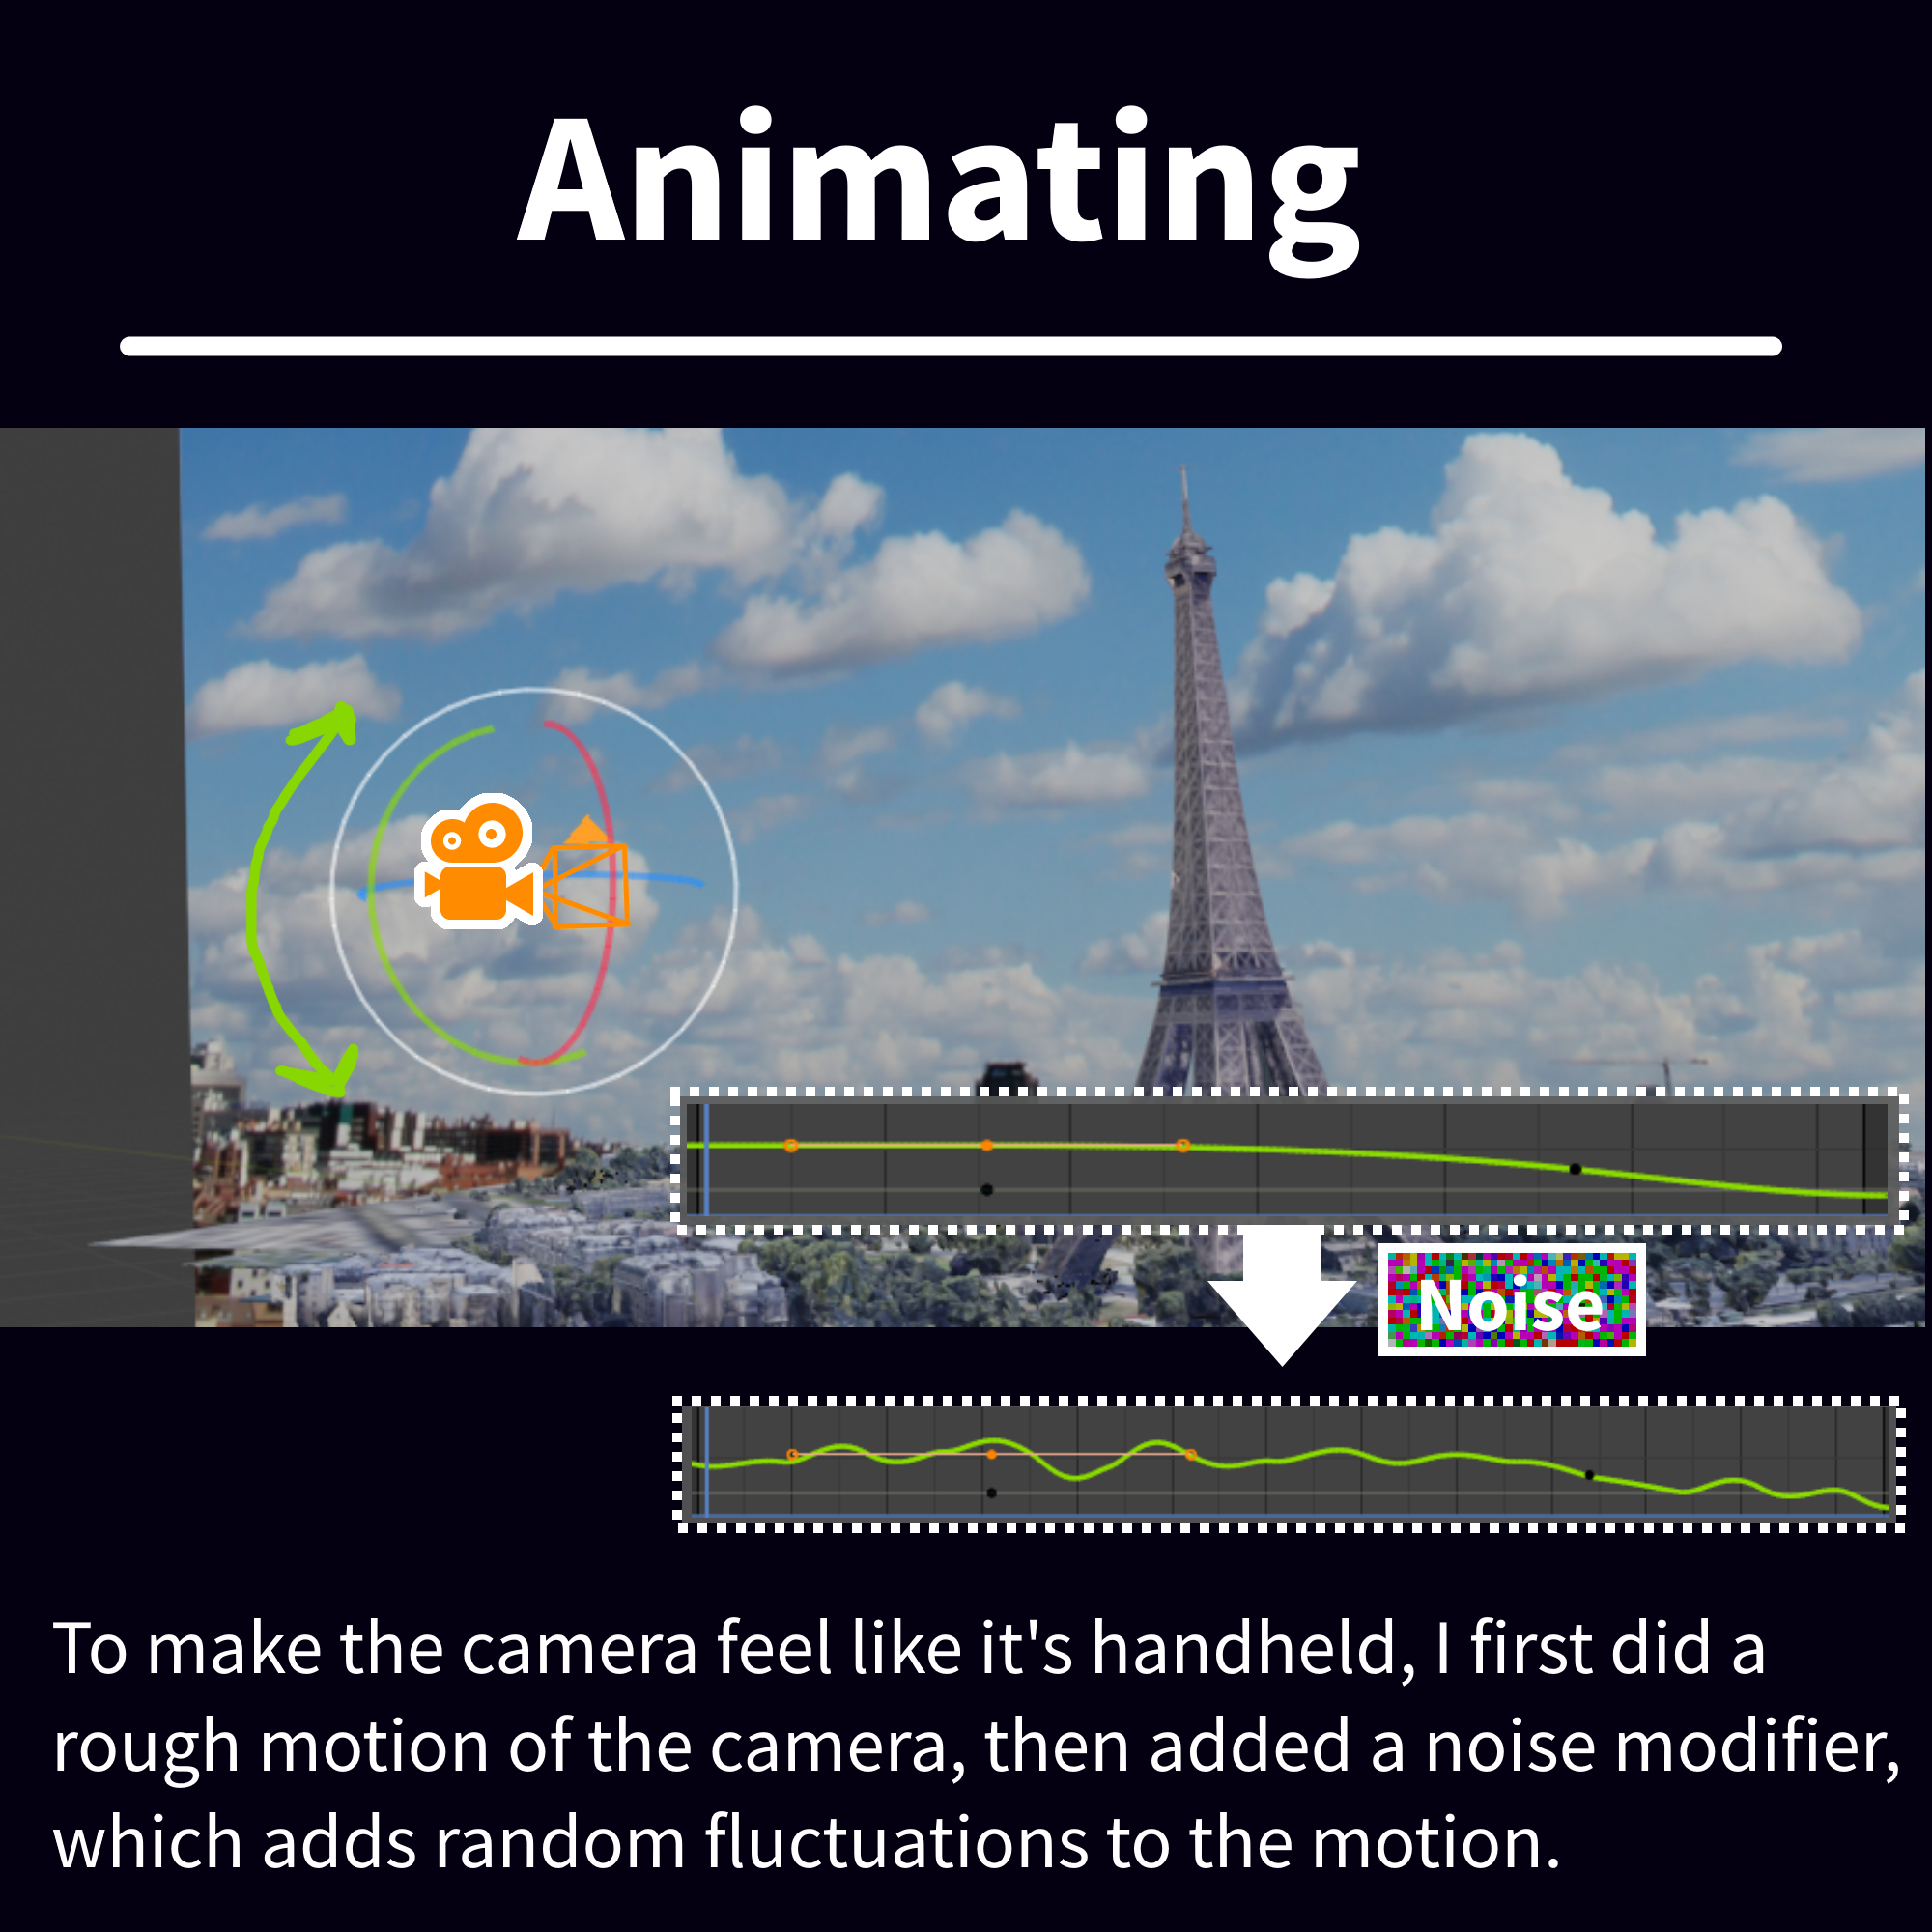 Animating
Noise
To make the camera feel like it's handheld, I first did a
rough motion of the camera, then added a noise modifier,
which adds random fluctuations to the motion.